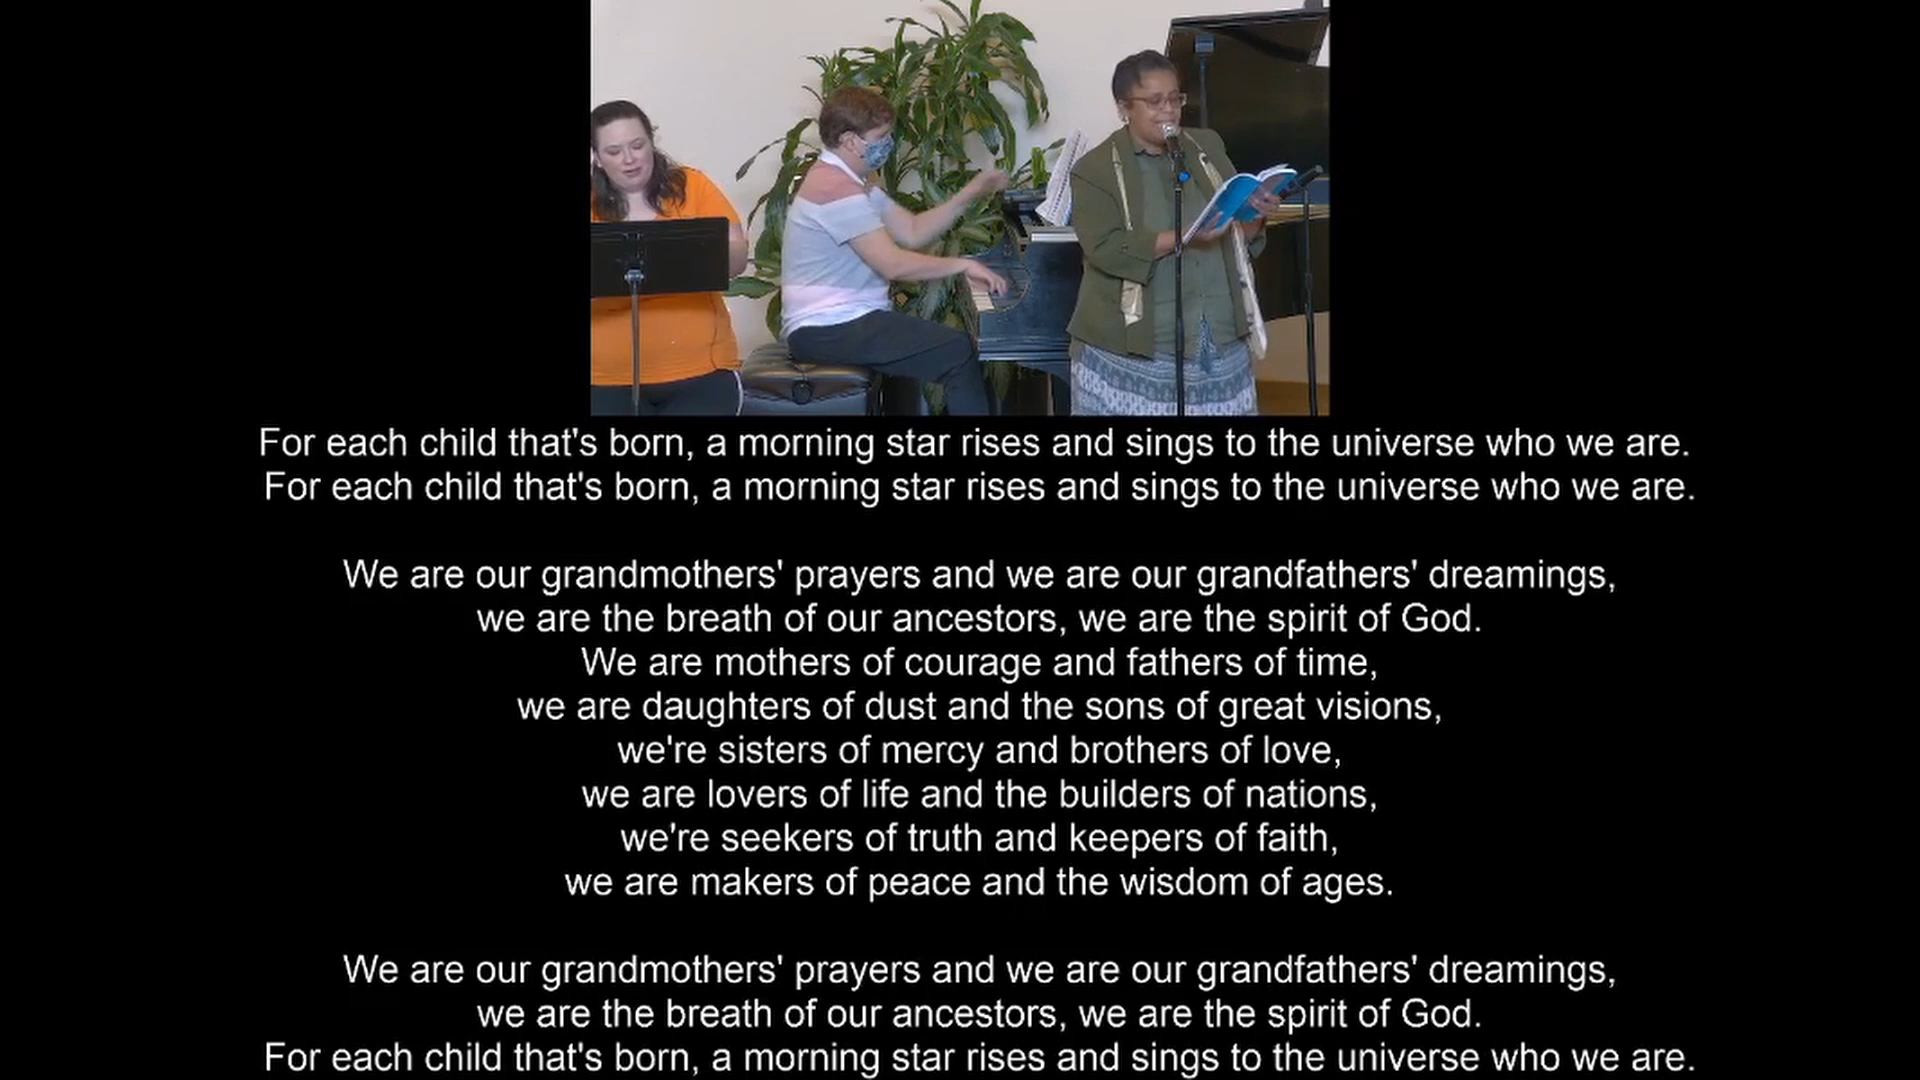 For each child that's born, a morning star rises and sings to the universe who we are.
For each child that's born, a morning star rises and sings to the universe who we are.
We are our grandmothers' prayers and we are our grandfathers' dreamings,
we are the breath of our ancestors, we are the spirit of God.
We are mothers of courage and fathers of time,
we are daughters of dust and the sons of great visions,
we're sisters of mercy and brothers of love,
we are lovers of life and the builders of nations,
we're seekers of truth and keepers of faith,
we are makers of peace and the wisdom of ages.
We are our grandmothers' prayers and we are our grandfathers' dreamings,
we are the breath of our ancestors, we are the spirit of God.
For each child that's born, a morning star rises and sings to the universe who we are.